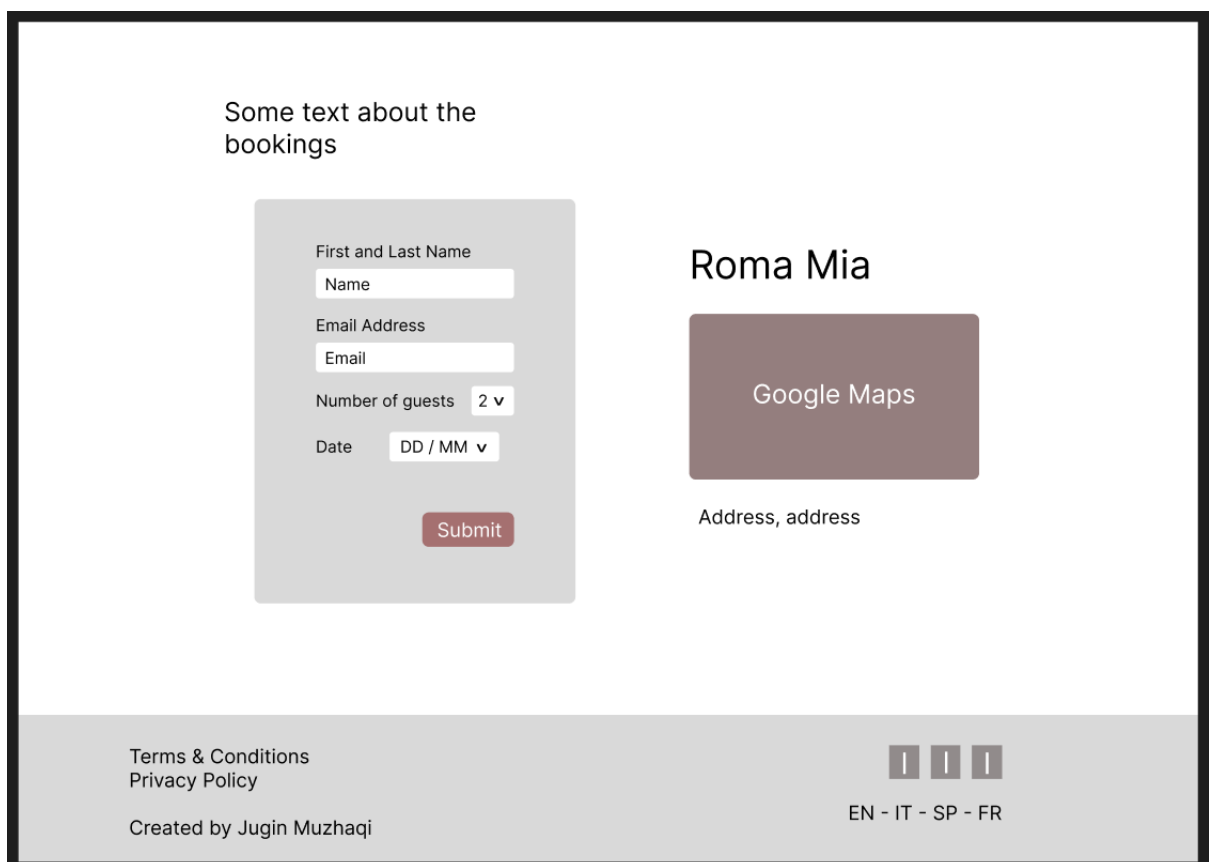 Some text about the
bookings
First and Last Name
Name
Email Address
Email
Number of guests 2 v
Date DD / MM v
Submit
Roma Mia
Google Maps
Address, address
Terms & Conditions
Privacy Policy
Created by Jugin Muzhaqi
I I I
EN - IT - SP - FR